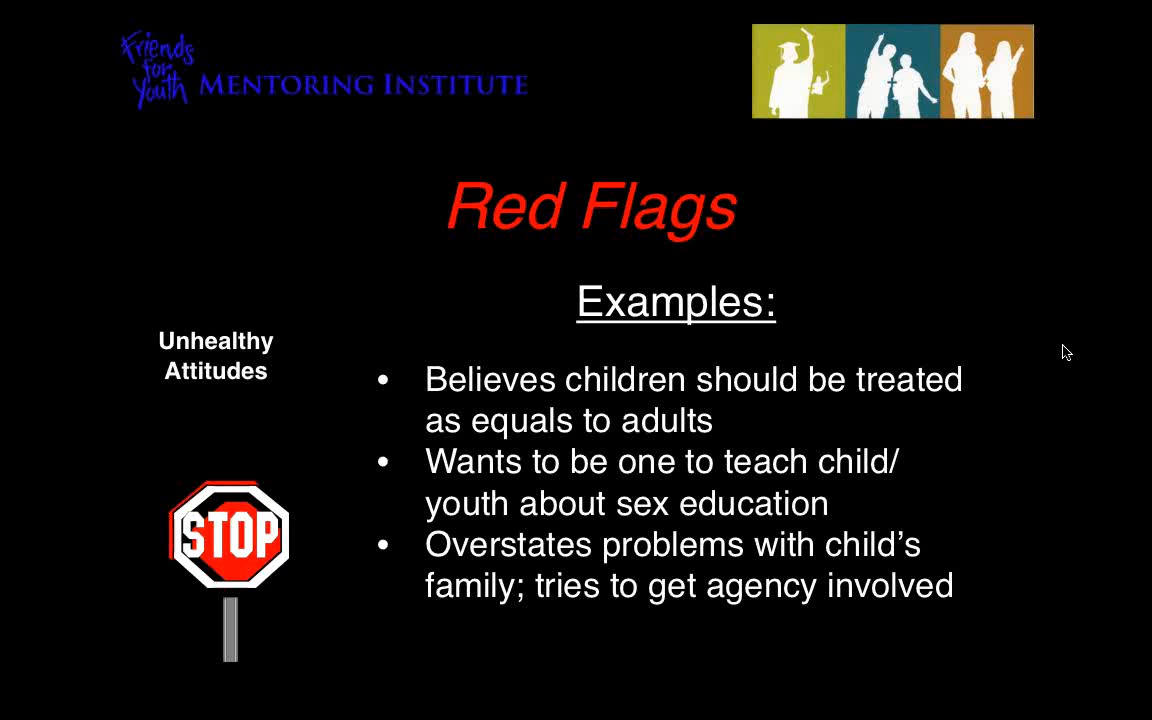 Friends
for
Youth
MENTORING INSTITUTE
Red Flags
Examples:
Unhealthy
Attitudes
• Believes children should be treated
as equals to adults
• Wants to be one to teach child/
youth about sex education
• Overstates problems with child’s
family; tries to get agency involved
STOP